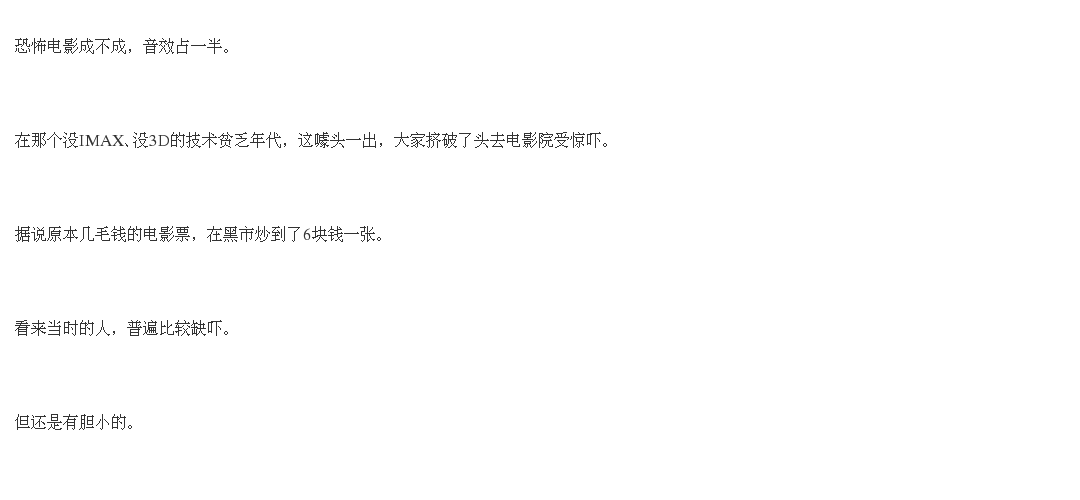 恐怖电影成不成，音效占一半。
在那个没IMAX、没3D的技术贫乏年代，这噱头一出，大家挤破了头去电影院受惊吓。
据说原本几毛钱的电影票，在黑市炒到了6块钱一张。
看来当时的人，普遍比较缺吓。
但还是有胆小的。